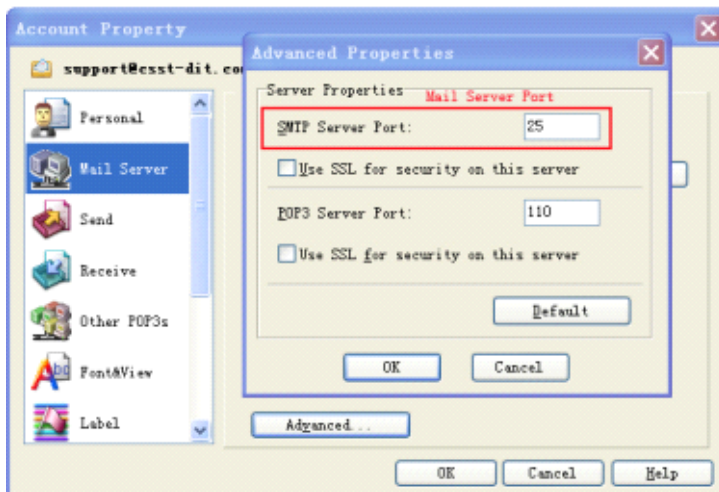 Account Property
support@csst-dit.co
Personal
Mail Server
Send
Receive
Other POP3s
Font&View
Label
Advanced Properties
Server Properties
Mail Server Port
SMTP Server Port:
25
Use SSL for security on this server
POP3 Server Port:
110
Use SSL for security on this server
Default
OK
Cancel
Advanced...
OK
Cancel
Help